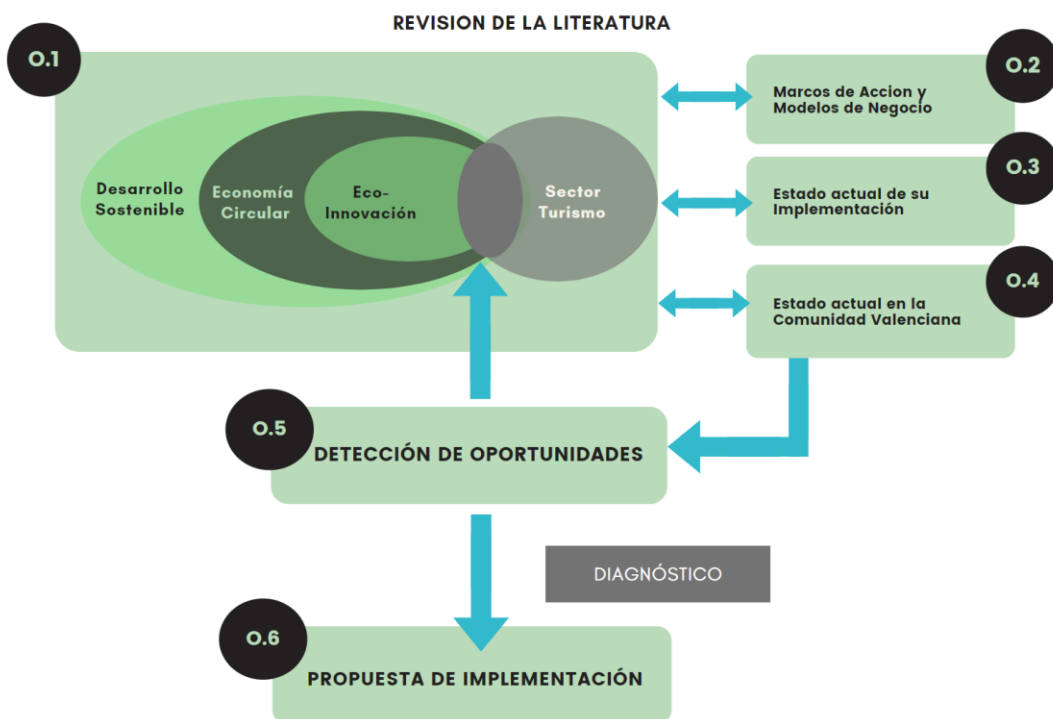 REVISION DE LA LITERATURA
O.1
Desarrollo
Sostenible
Economía
Circular
Eco-
Innovación
Sector
Turismo
O.2
Marcos de Accion y
Modelos de Negocio
O.3
Estado actual de su
Implementación
O.4
Estado actual en la
Comunidad Valenciana
O.5
DETECCIÓN DE OPORTUNIDADES
DIAGNÓSTICO
O.6
PROPUESTA DE IMPLEMENTACIÓN